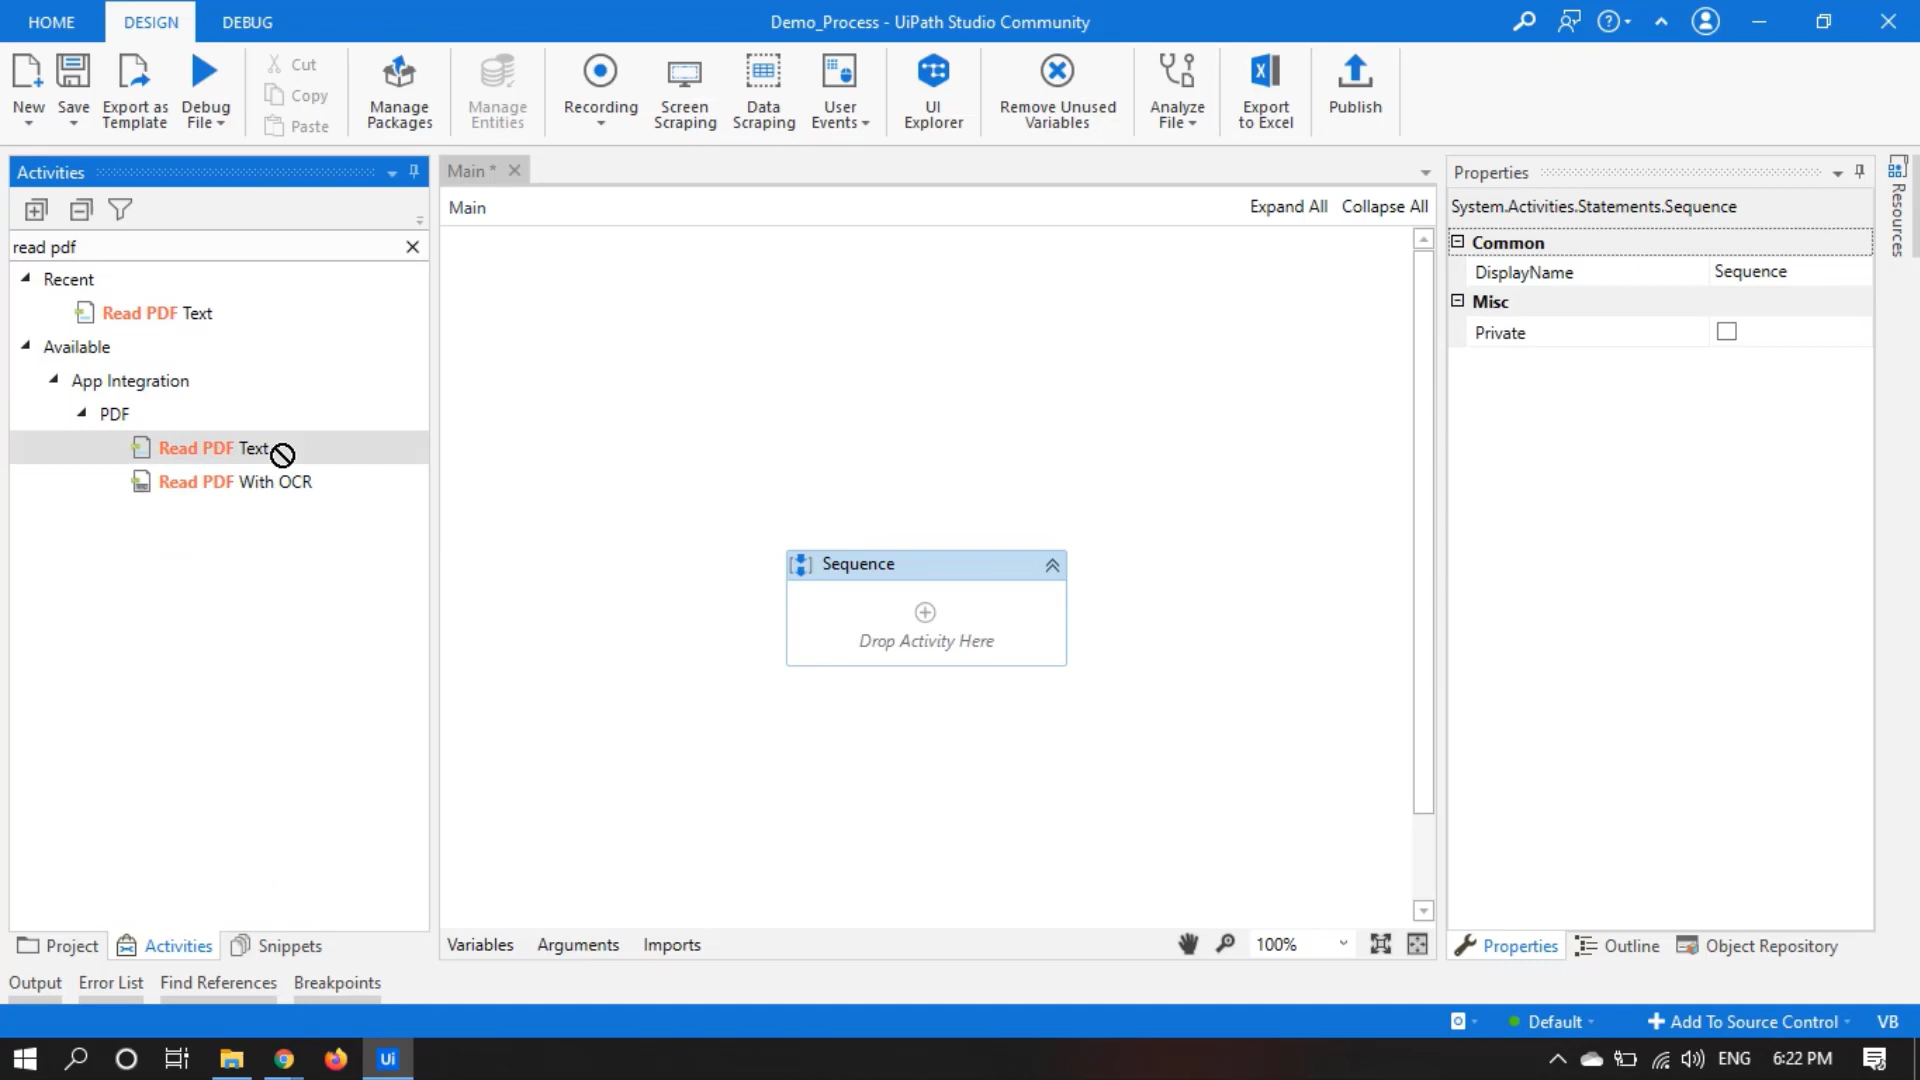 HOME DESIGN DEBUG
Demo_Process - UiPath Studio Community
New Save Export as Template Debug File
Cut
Copy
Paste
Manage Packages
Manage Entities
Recording
Screen Scraping
Data Scraping
User Events
UI Explorer
Remove Unused Variables
Analyze File
Export to Excel
Publish
Activities
read pdf
Recent
Read PDF Text
Available
App Integration
PDF
Read PDF Text
Read PDF With OCR
Project Activities Snippets
Main *
Main
Expand All Collapse All
Sequence
Drop Activity Here
Variables Arguments Imports
100%
Properties
System.Activities.Statements.Sequence
Common
DisplayName Sequence
Misc
Private
Properties Outline Object Repository
Resources
Output Error List Find References Breakpoints
Default Add To Source Control VB
Ui
ENG 6:22 PM